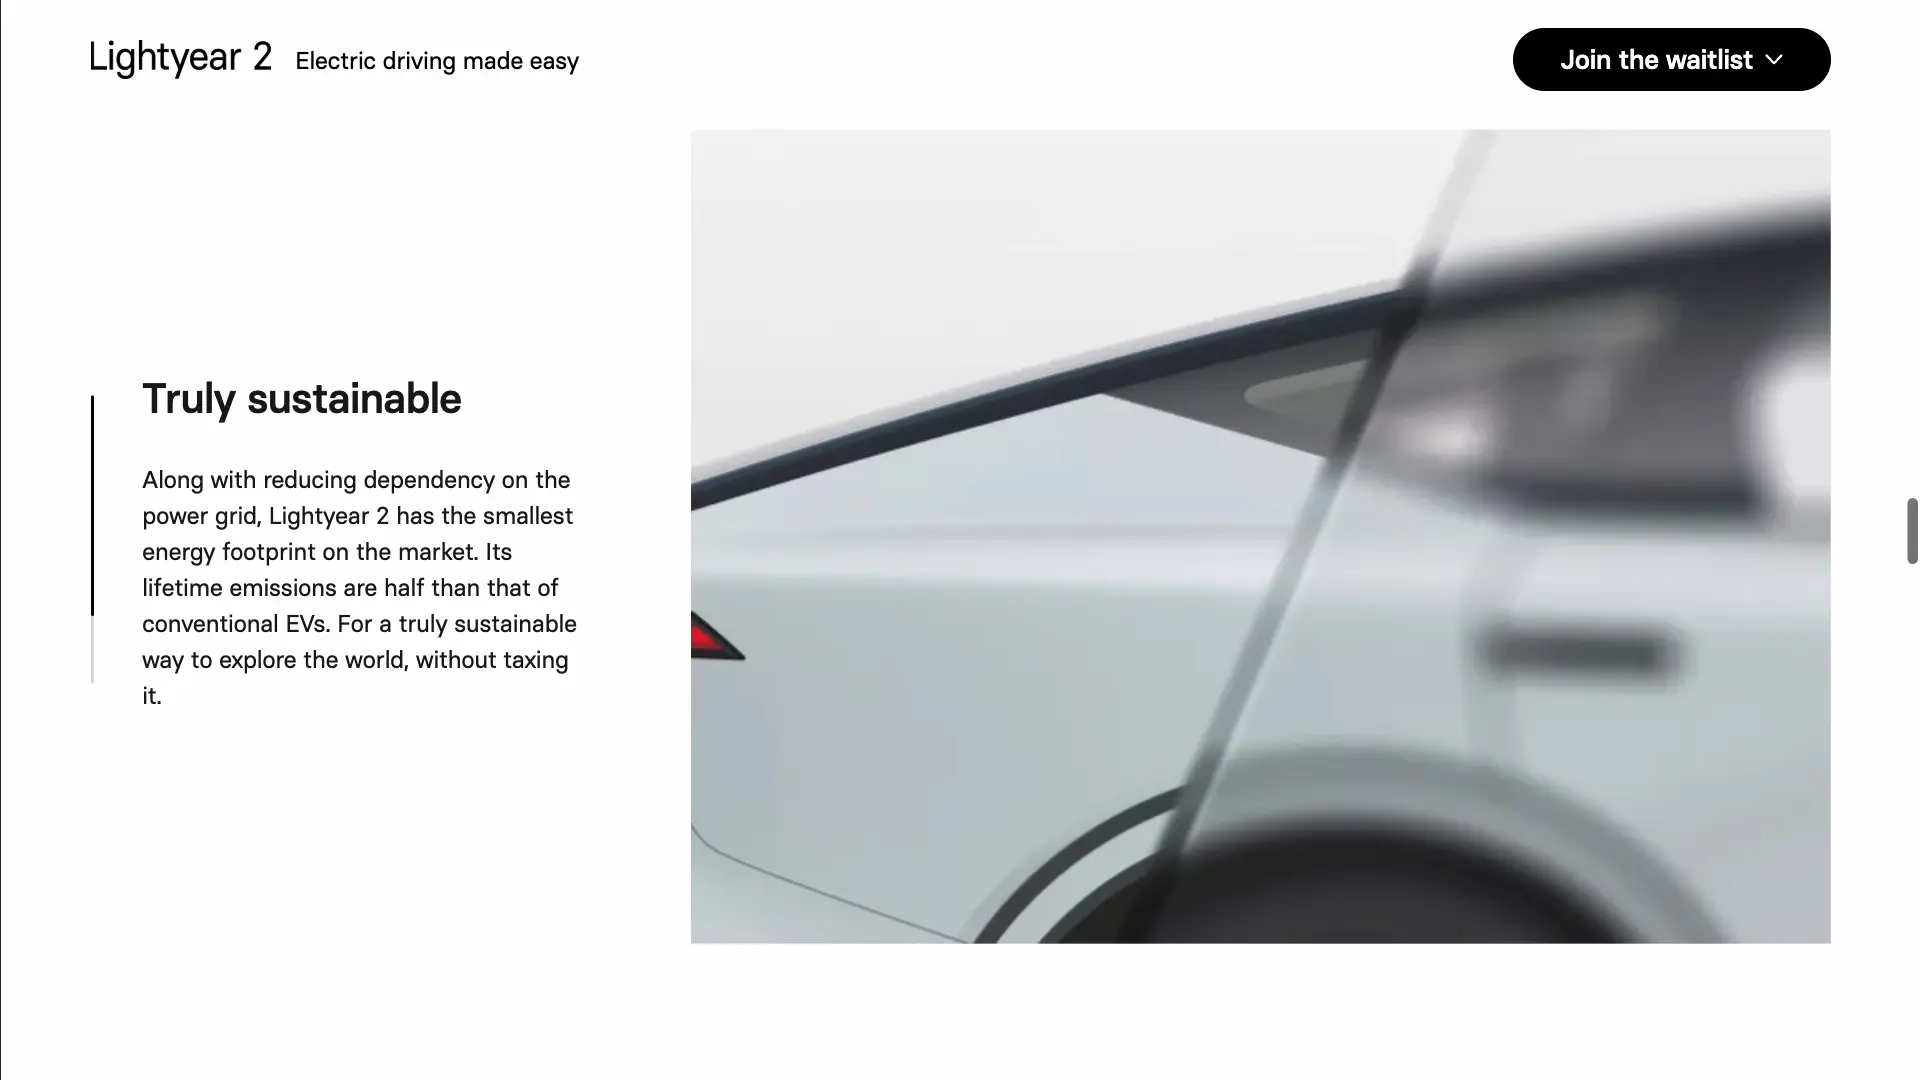 Lightyear 2 Electric driving made easy
Join the waitlist
Truly sustainable
Along with reducing dependency on the
power grid, Lightyear 2 has the smallest
energy footprint on the market. Its
lifetime emissions are half than that of
conventional EVs. For a truly sustainable
way to explore the world, without taxing
it.